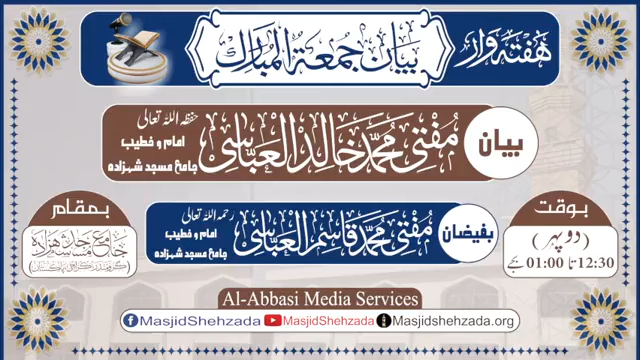 ہفتہ وار بیان جمعۃ المبارک
بیان
مفتی محمد خالد العباسی
حفظہ اللہ تعالی
امام و خطیب
جامع مسجد شہزادہ
بوقت
(دوپہر)
12:30 تا 01:00 بجے
بفیضان
مفتی محمد قاسم العباسی
رحمہ اللہ تعالی
امام و خطیب
جامع مسجد شہزادہ
بمقام
جامع مسجد شہزادہ
Al-Abbasi Media Services
MasjidShehzada
MasjidShehzada
Masjidshehzada.org